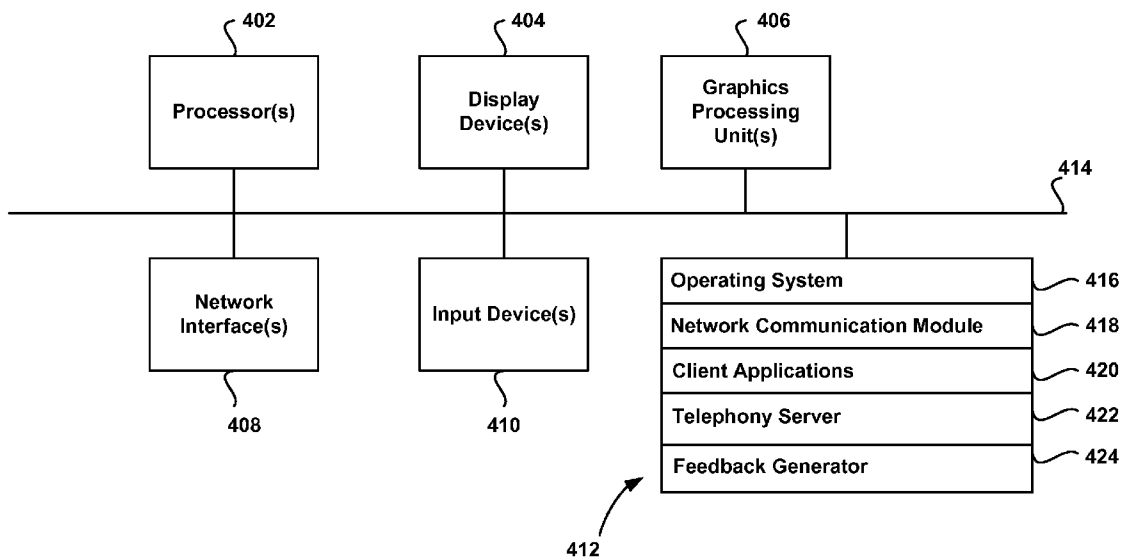 402
404
406
Processor(s)
Display
Device(s)
Graphics
Processing
Unit(s)
414
Network
Interface(s)
Input Device(s)
408
410
Operating System
416
Network Communication Module
418
Client Applications
420
Telephony Server
422
Feedback Generator
424
412